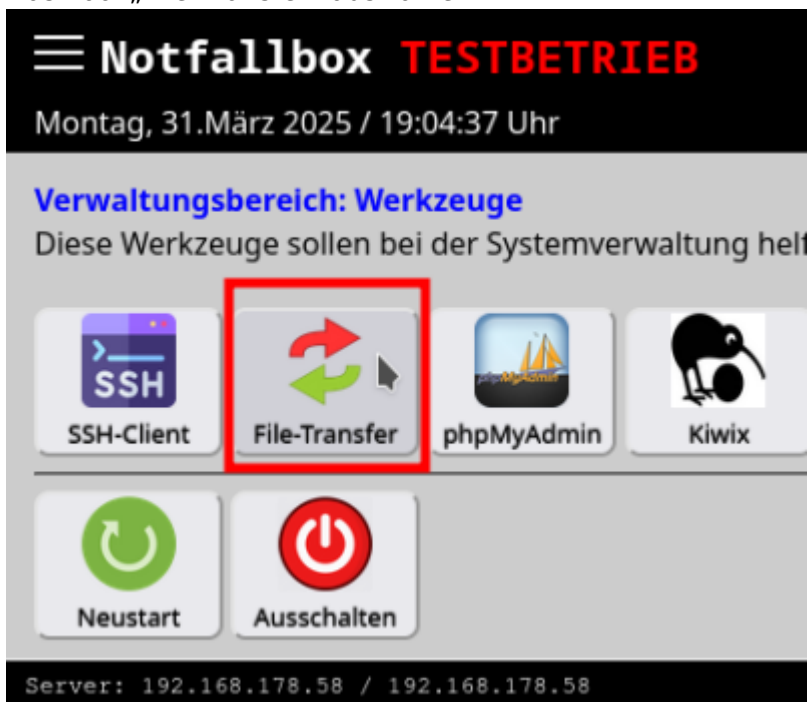 Notfallbox TESTBETRIEB
Montag, 31.März 2025 / 19:04:37 Uhr
Verwaltungsbereich: Werkzeuge
Diese Werkzeuge sollen bei der Systemverwaltung helf
SSH
phpMyAdmin
SSH-Client File-Transfer phpMyAdmin Kiwix
Neustart Ausschalten
Server: 192.168.178.58 / 192.168.178.58